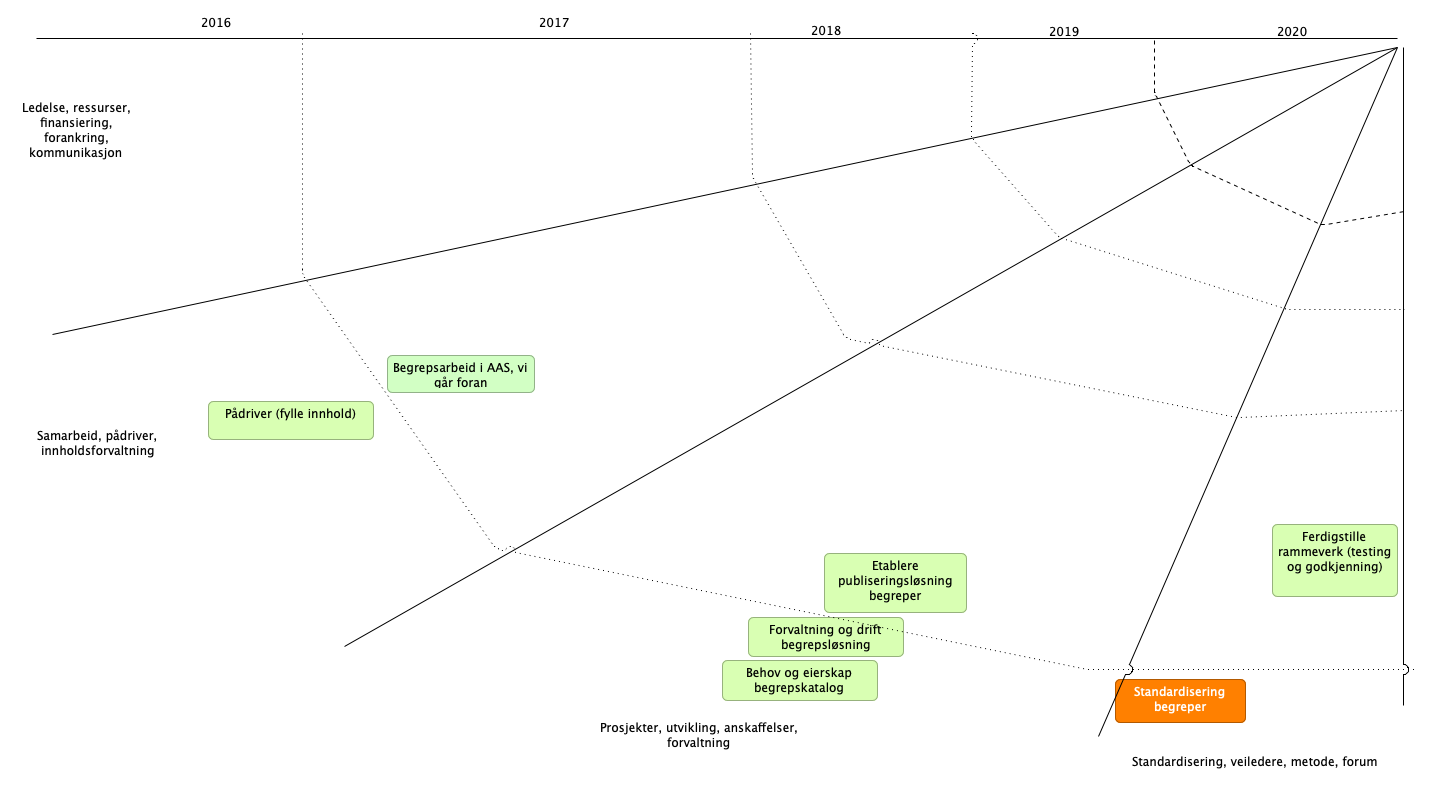 2016
2017
2018
2019
2020
Ledelse, ressurser,
finansiering,
forankring,
kommunikasjon
Begrepsarbeid i AAS, vi
går foran
Pådriver (fylle innhold)
Samarbeid, pådriver,
innholdsforvaltning
Ferdigstille
rammeverk (testing
og godkjenning)
Etablere
publiseringsløsning
begreper
Forvaltning og drift
begrepsløsning
Behov og eierskap
begrepskatalog
Standardisering
begreper
Prosjekter, utvikling, anskaffelser,
forvaltning
Standardisering, veiledere, metode, forum